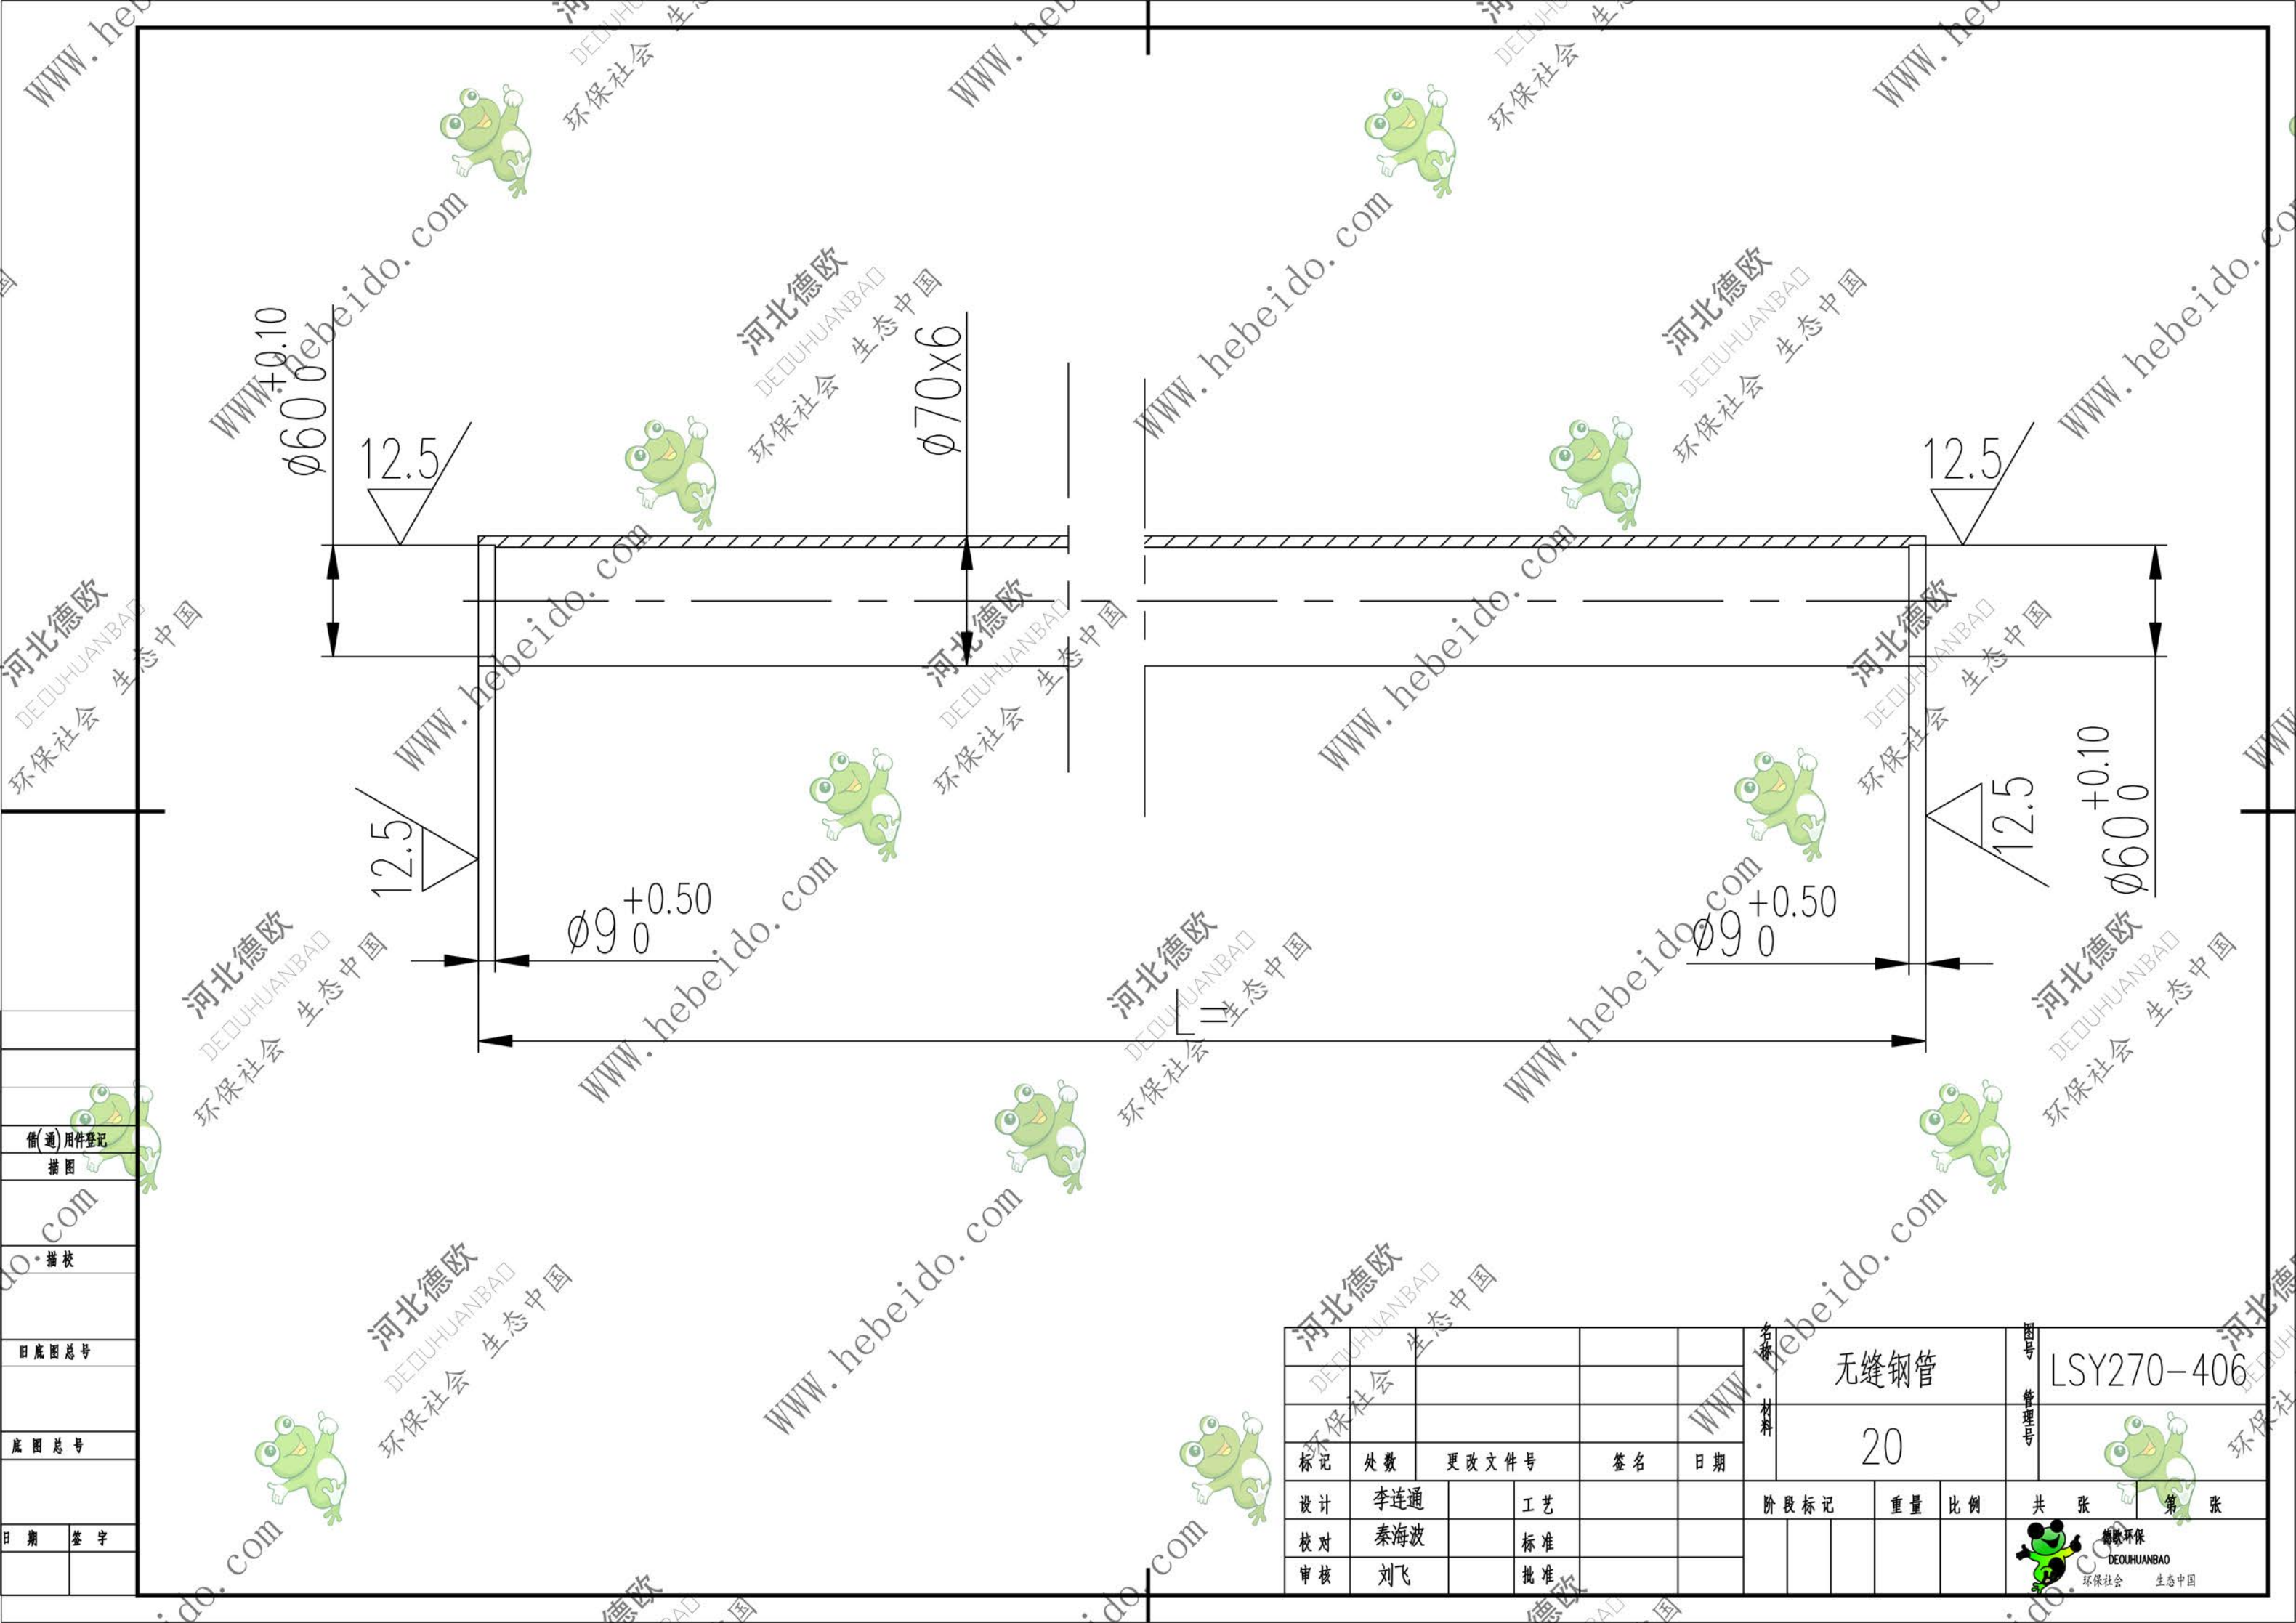 WWW.hebeido.com
河北德欧
DEOUHUANBAO
环保社会 生态中国
ø60 +0.10 0
12.5
ø70x6
12.5
12.5
ø9 +0.50 0
L=
ø9 +0.50 0
12.5
ø60 +0.10 0
借(通)用件登记
描图
描校
旧底图总号
底图总号
日期 签字
名称 无缝钢管 图号 LSY270-406
材料 20 管理号
标记 处数 更改文件号 签名 日期
设计 李连通 工艺 阶段标记 重量 比例 共 张 第 张
校对 秦海波 标准
审核 刘飞 批准
德欧环保
DEOUHUANBAO
环保社会 生态中国